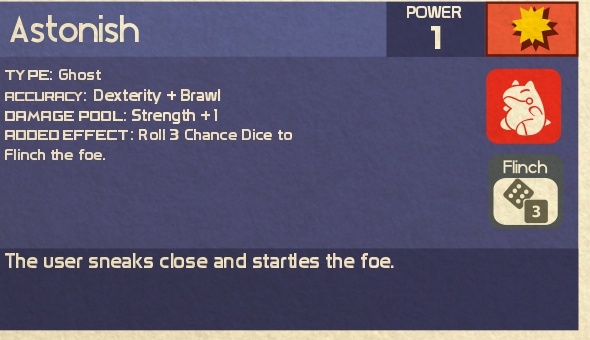 Astonish
POWER
1
TYPE: Ghost
ACCURACY: Dexterity + Brawl
DAMAGE POOL: Strength +1
ADDED EFFECT: Roll 3 Chance Dice to
Flinch the foe.
Flinch
3
The user sneaks close and startles the foe.